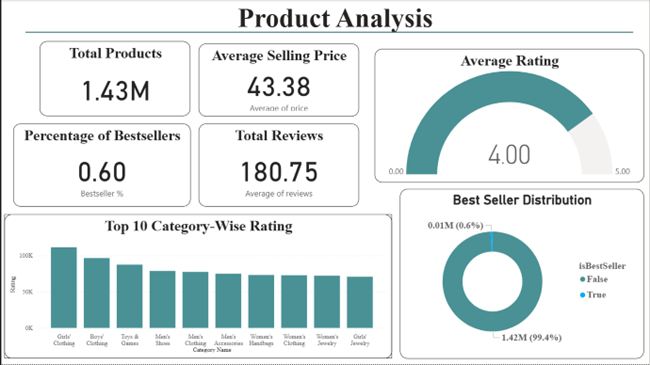 Product Analysis
Total Products
1.43M
Average Selling Price
43.38
Average of price
Percentage of Bestsellers
0.60
Bestseller %
Total Reviews
180.75
Average of reviews
Average Rating
4.00
0.00
5.00
Top 10 Category-Wise Rating
Rating
100K
50K
0K
Girls' Clothing
Boys' Clothing
Toys & Games
Men's Shoes
Men's Clothing
Men's Accessories
Women's Handbags
Women's Clothing
Women's Jewelry
Girls' Jewelry
Category Name
Best Seller Distribution
0.01M (0.6%)
1.42M (99.4%)
isBestSeller
False
True